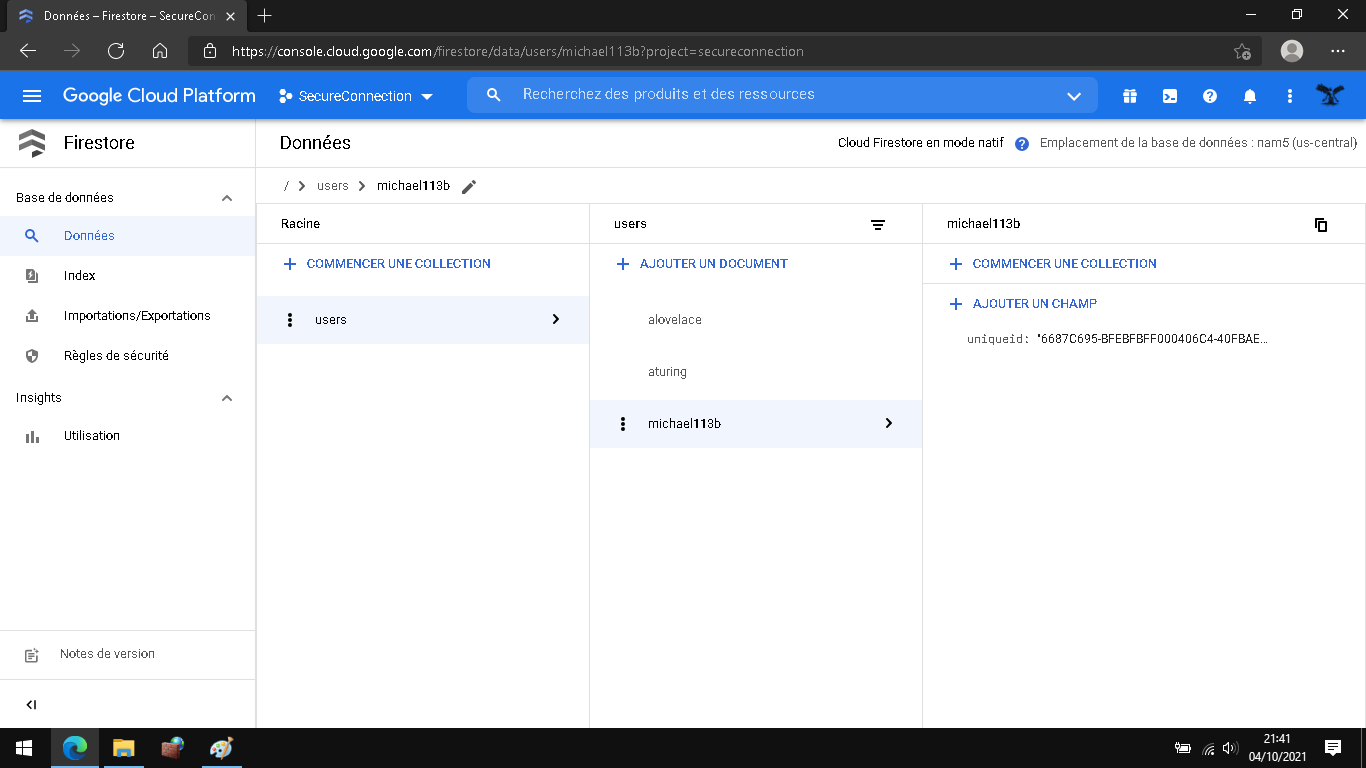 Données – Firestore – SecureCon
https://console.cloud.google.com/firestore/data/users/michael113b?project=secureconnection
Google Cloud Platform
SecureConnection
Recherchez des produits et des ressources
Firestore
Données
Cloud Firestore en mode natif
Emplacement de la base de données : nam5 (us-central)
/ users michael113b
Base de données
Données
Index
Importations/Exportations
Règles de sécurité
Insights
Utilisation
Notes de version
Racine
COMMENCER UNE COLLECTION
users
users
AJOUTER UN DOCUMENT
alovelace
aturing
michael113b
michael113b
COMMENCER UNE COLLECTION
AJOUTER UN CHAMP
uniqueid: "6687C695-BFEBFBFF000406C4-40FBAE...
21:41
04/10/2021